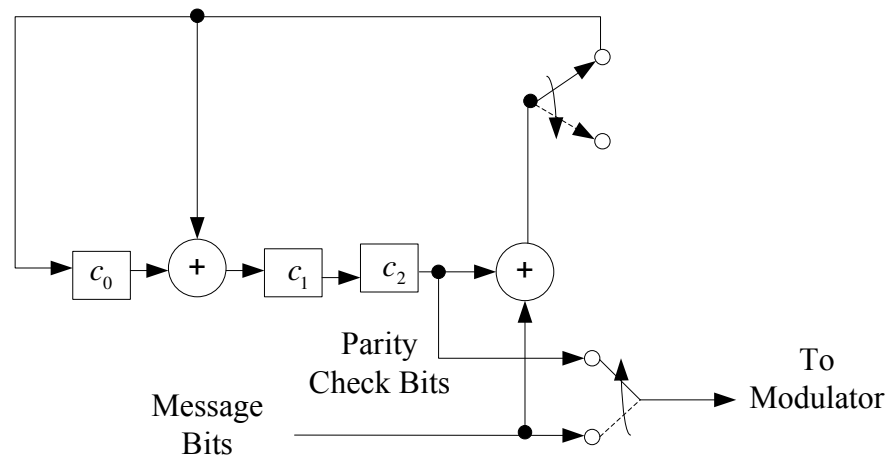 c₀
+
c₁
c₂
+
Parity
Check Bits
To
Modulator
Message
Bits